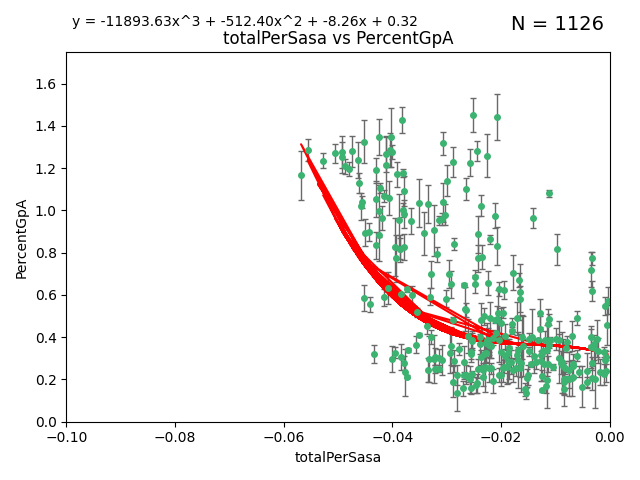 y = -11893.63x^3 + -512.40x^2 + -8.26x + 0.32
N = 1126
totalPerSasa vs PercentGpA
PercentGpA
1.6
1.4
1.2
1.0
0.8
0.6
0.4
0.2
0.0
−0.10 −0.08 −0.06 −0.04 −0.02 0.00
totalPerSasa